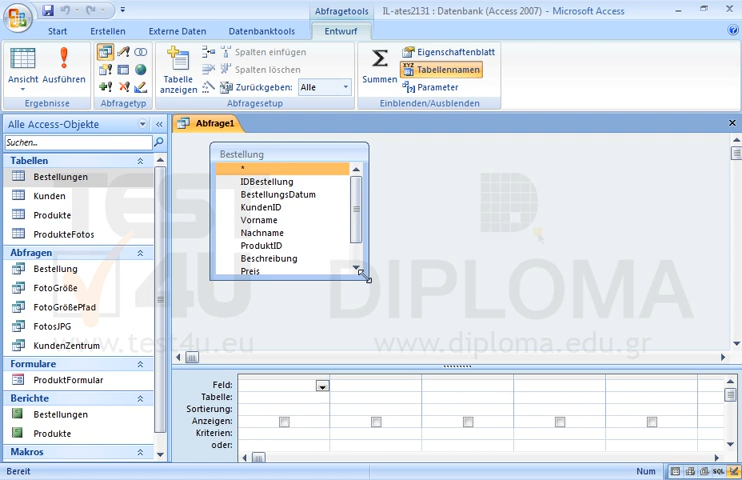 Abfragetools
IL-ates2131 : Datenbank (Access 2007) - Microsoft Access
Start
Erstellen
Externe Daten
Datenbanktools
Entwurf
Ansicht
Ausführen
Ergebnisse
Abfragetyp
Tabelle
anzeigen
Spalten einfügen
Spalten löschen
Zurückgeben:
Alle
Abfragesetup
Summen
Eigenschaftenblatt
Tabellennamen
Parameter
Einblenden/Ausblenden
Alle Access-Objekte
Suchen...
Tabellen
Bestellungen
Kunden
Produkte
ProdukteFotos
Abfragen
Bestellung
FotoGröße
FotoGrößePfad
FotosJPG
KundenZentrum
Formulare
ProduktFormular
Berichte
Bestellungen
Produkte
Makros
Abfrage1
Bestellung
*
IDBestellung
BestellungsDatum
KundenID
Vorname
Nachname
ProduktID
Beschreibung
Preis
TEST
4U
www.test4u.eu
DIPLOMA
www.diploma.edu.gr
Feld:
Tabelle:
Sortierung:
Anzeigen:
Kriterien:
oder:
Bereit
Num
SQL